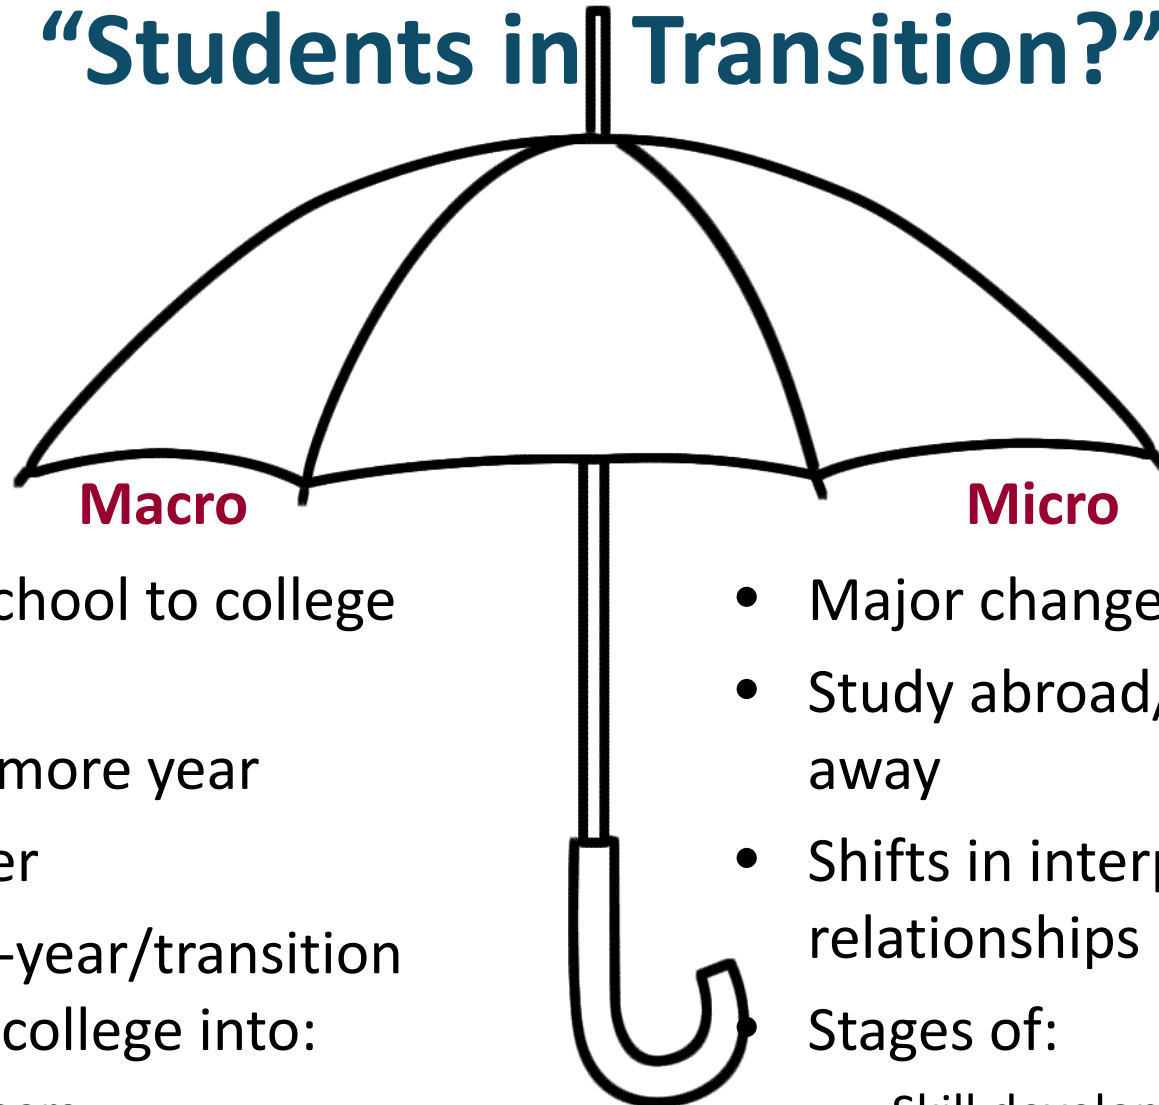 “Students in Transition?”
Macro
chool to college
more year
er
-year/transition
college into:
Micro
• Major change
• Study abroad/
away
• Shifts in interp
relationships
• Stages of: